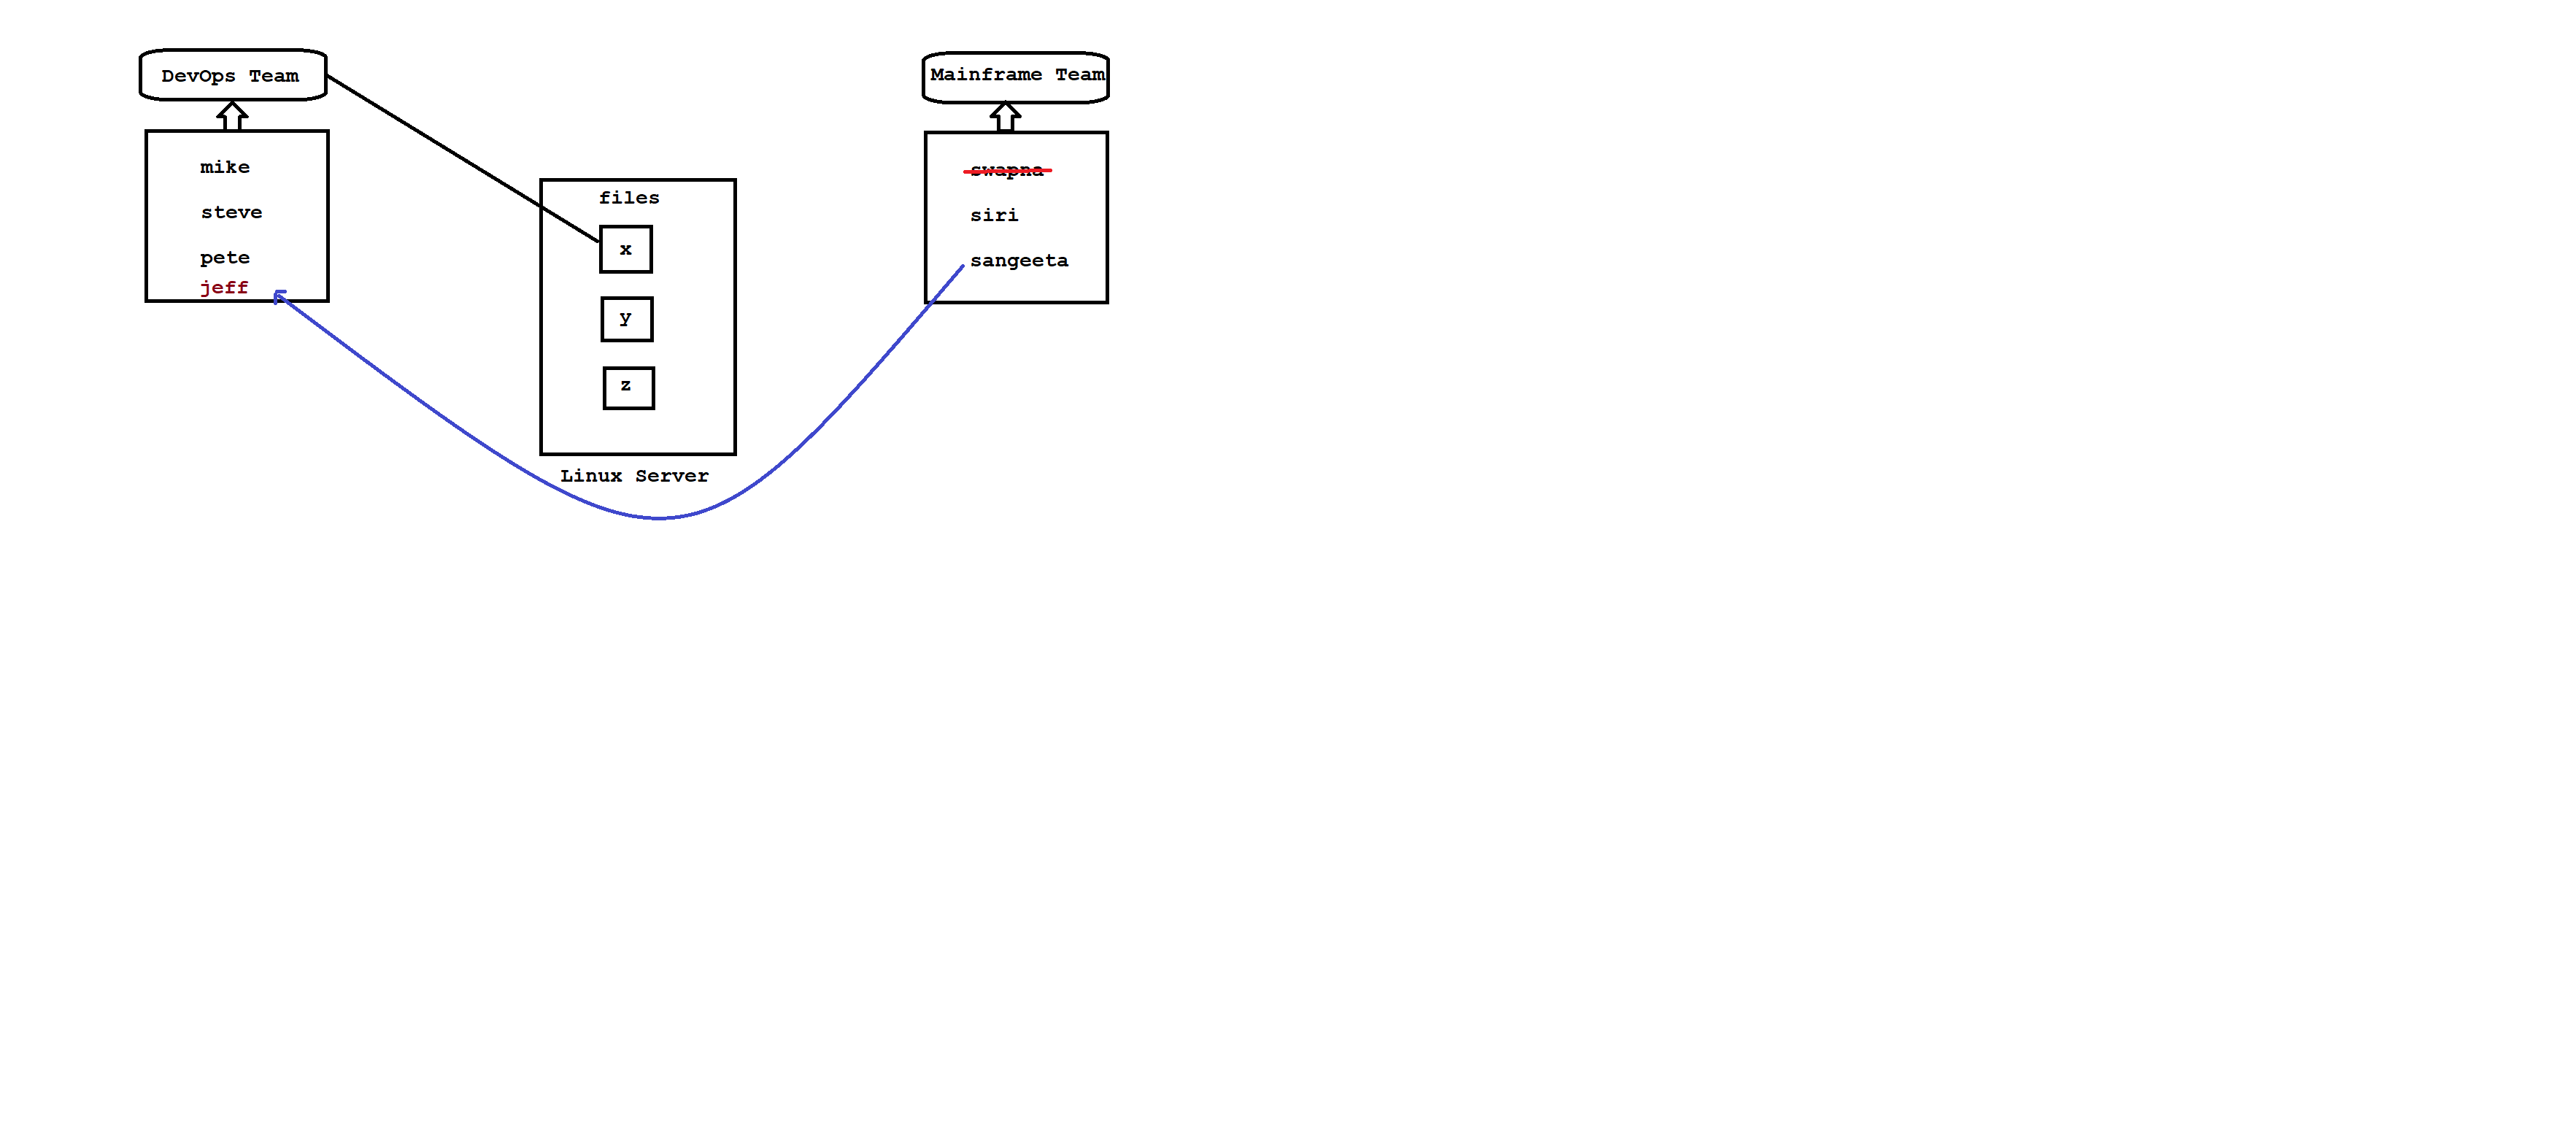 DevOps Team
mike
steve
pete
jeff
files
x
y
z
Linux Server
Mainframe Team
swapna
siri
sangeeta